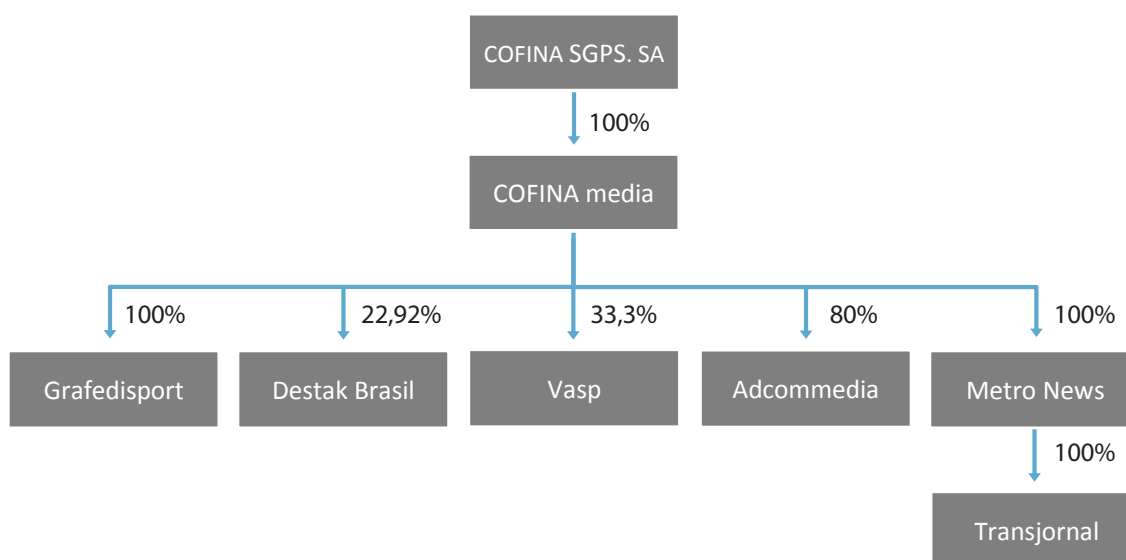 COFINA SGPS. SA
100%
COFINA media
100%
22,92%
33,3%
80%
100%
Grafedisport
Destak Brasil
Vasp
Adcommedia
Metro News
100%
Transjornal